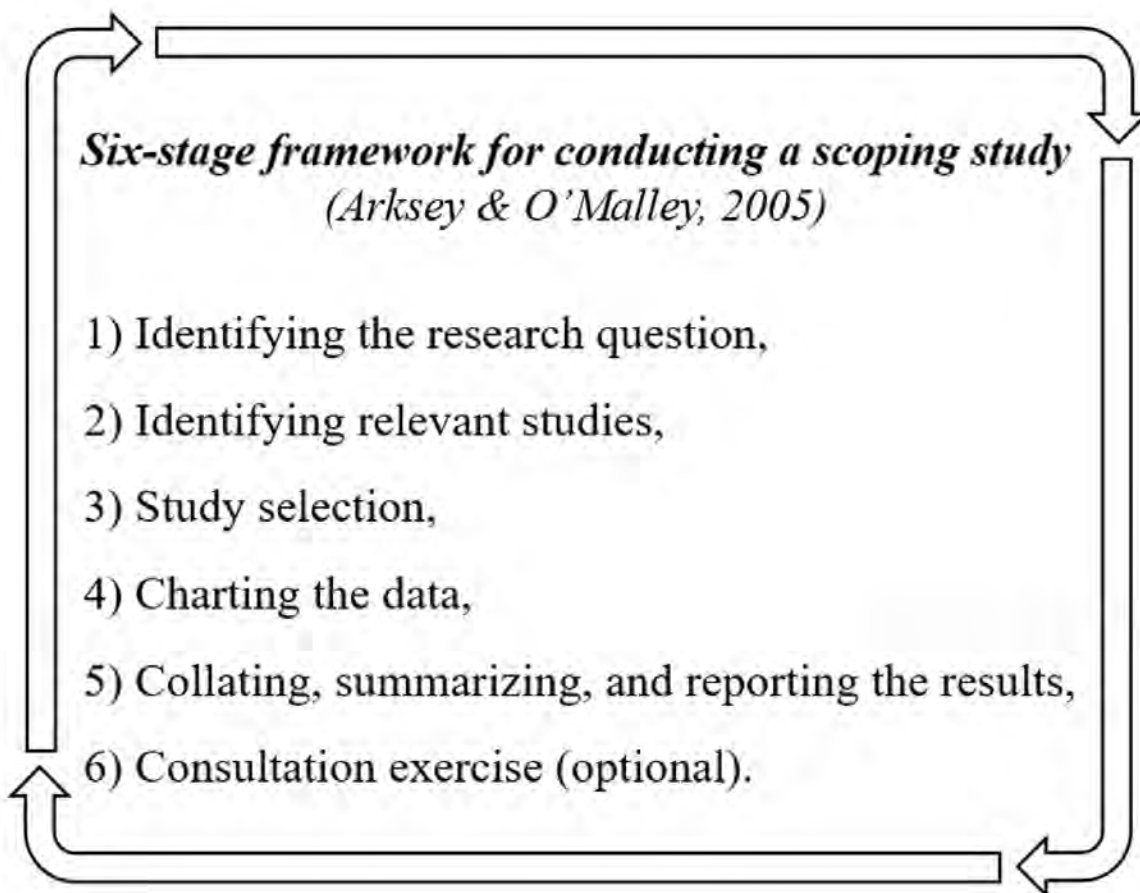 Six-stage framework for conducting a scoping study
(Arksey & O'Malley, 2005)
1) Identifying the research question,
2) Identifying relevant studies,
3) Study selection,
4) Charting the data,
5) Collating, summarizing, and reporting the results,
6) Consultation exercise (optional).